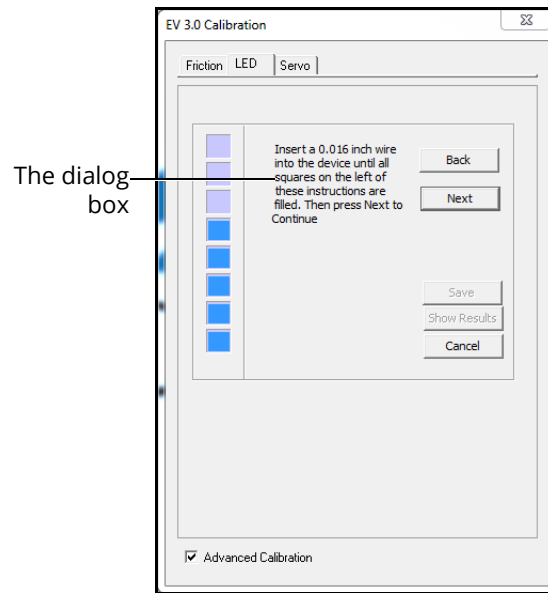 EV 3.0 Calibration
Friction LED Servo
The dialog
box
Insert a 0.016 inch wire
into the device until all
squares on the left of
these instructions are
filled. Then press Next to
Continue
Back
Next
Save
Show Results
Cancel
Advanced Calibration